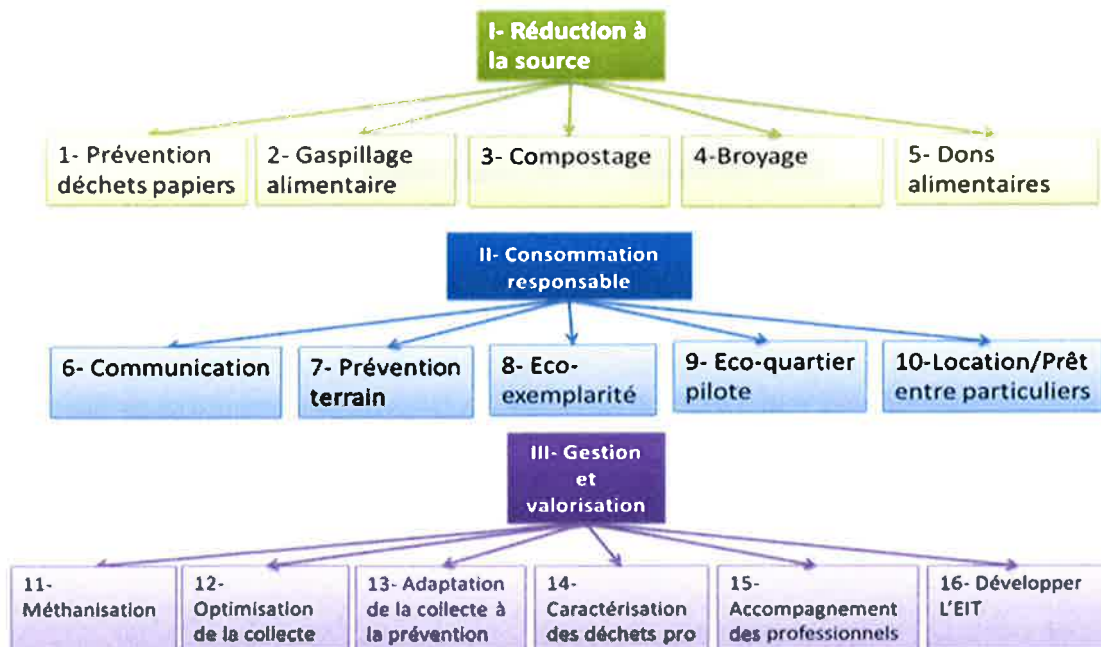 I- Réduction à
la source
1- Prévention
déchets papiers
2- Gaspillage
alimentaire
3- Compostage
4-Broyage
5- Dons
alimentaires
II- Consommation
responsable
6- Communication
7- Prévention
terrain
8- Eco-
exemplarité
9- Eco-quartier
pilote
10-Location/Prêt
entre particuliers
III- Gestion
et
valorisation
11-
Méthanisation
12-
Optimisation
de la collecte
13- Adaptation
de la collecte à
la prévention
14-
Caractérisation
des déchets pro
15-
Accompagnement
des professionnels
16- Développer
L'EIT